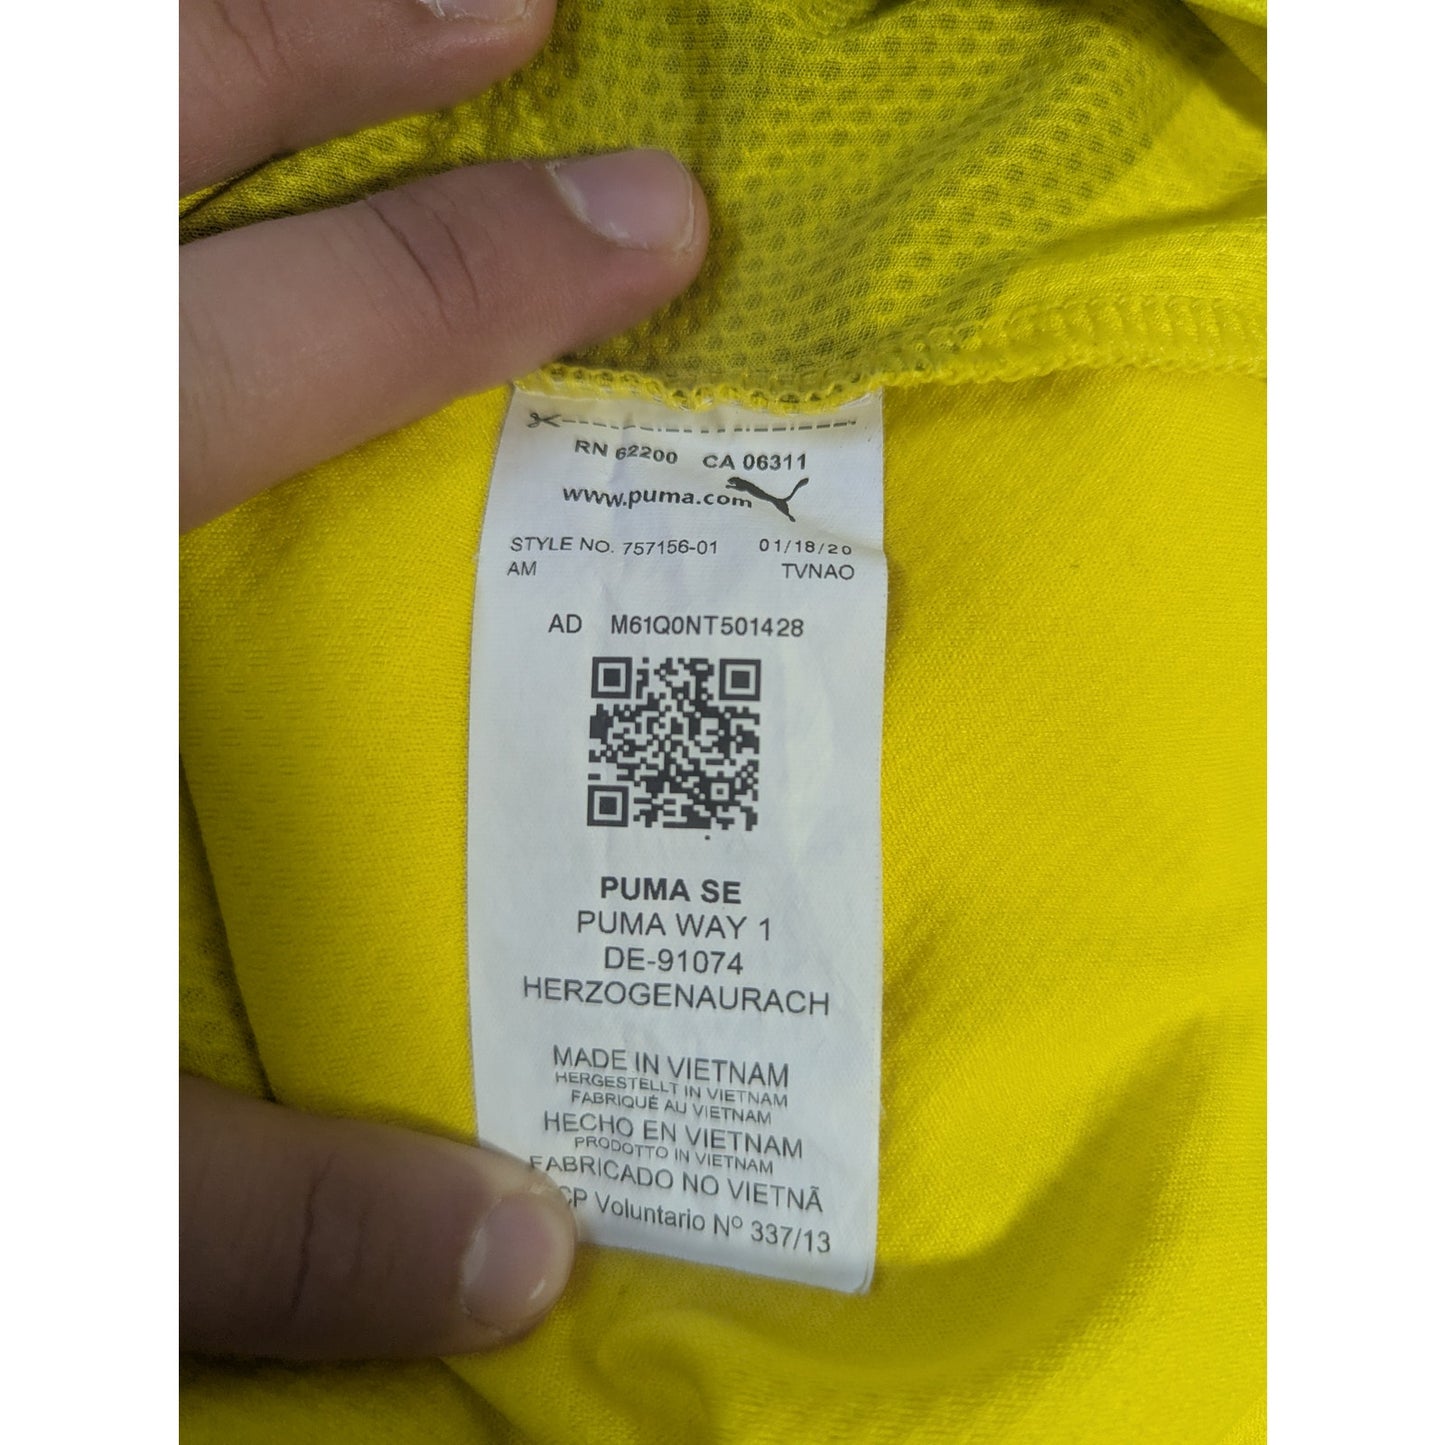 RN 62200 CA 06311
www.puma.com
STYLE NO. 757156-01 01/18/20
AM TVNAO
AD M61Q0NT501428
PUMA SE
PUMA WAY 1
DE-91074
HERZOGENAURACH
MADE IN VIETNAM
HERGESTELLT IN VIETNAM
FABRIQUÉ AU VIETNAM
HECHO EN VIETNAM
PRODOTTO IN VIETNAM
FABRICADO NO VIETNÃ
CP Voluntario Nº 337/13